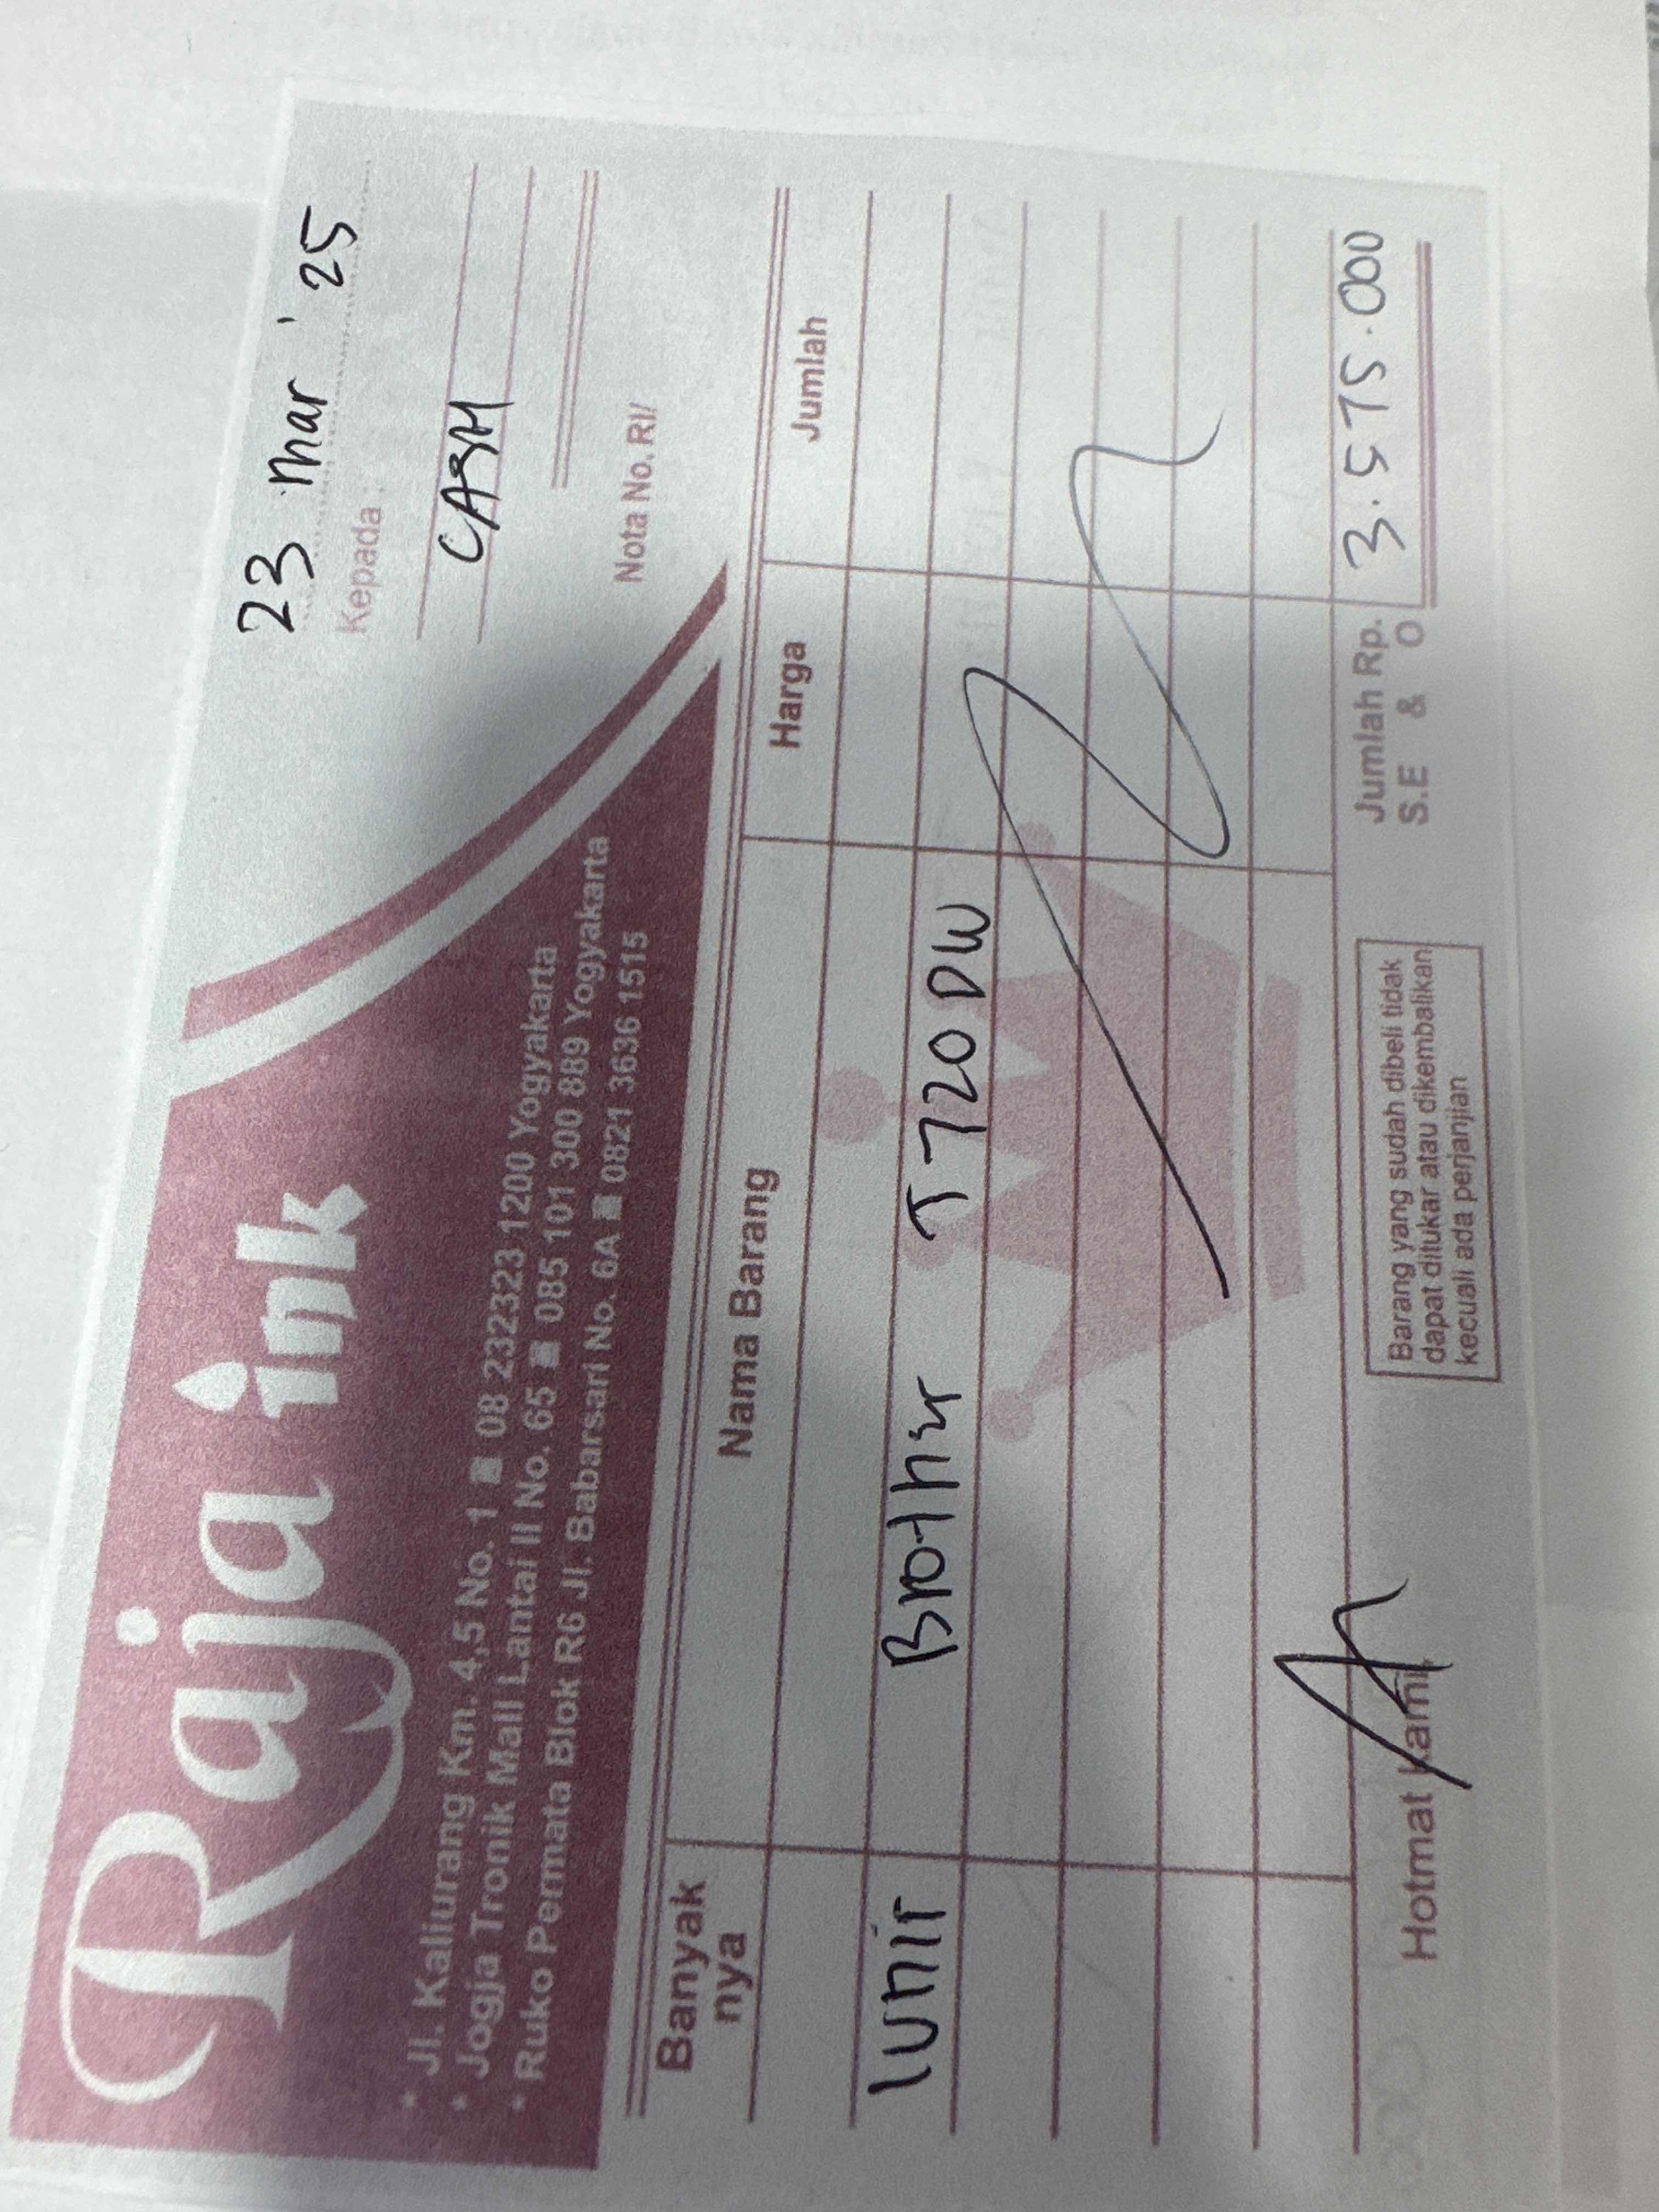 Raja ink
* Jl. Kaliurang Km. 4,5 No. 1 08 232323 1200 Yogyakarta
* Jogja Tronik Mall Lantai III No. 65 085 101 300 889 Yogyakarta
* Ruko Permata Blok R6 Jl. Babarsari No. 6A 0821 3636 1515
23 Mar '25
Kepada :
CASH
Nota No. RI/
Banyak nya Nama Barang Harga Jumlah
1 unit Brother T720DW
Jumlah Rp. 3.575.000
S.E & O
Hotmat Kami,
Barang yang sudah dibeli tidak
dapat ditukar atau dikembalikan
kecuali ada perjanjian